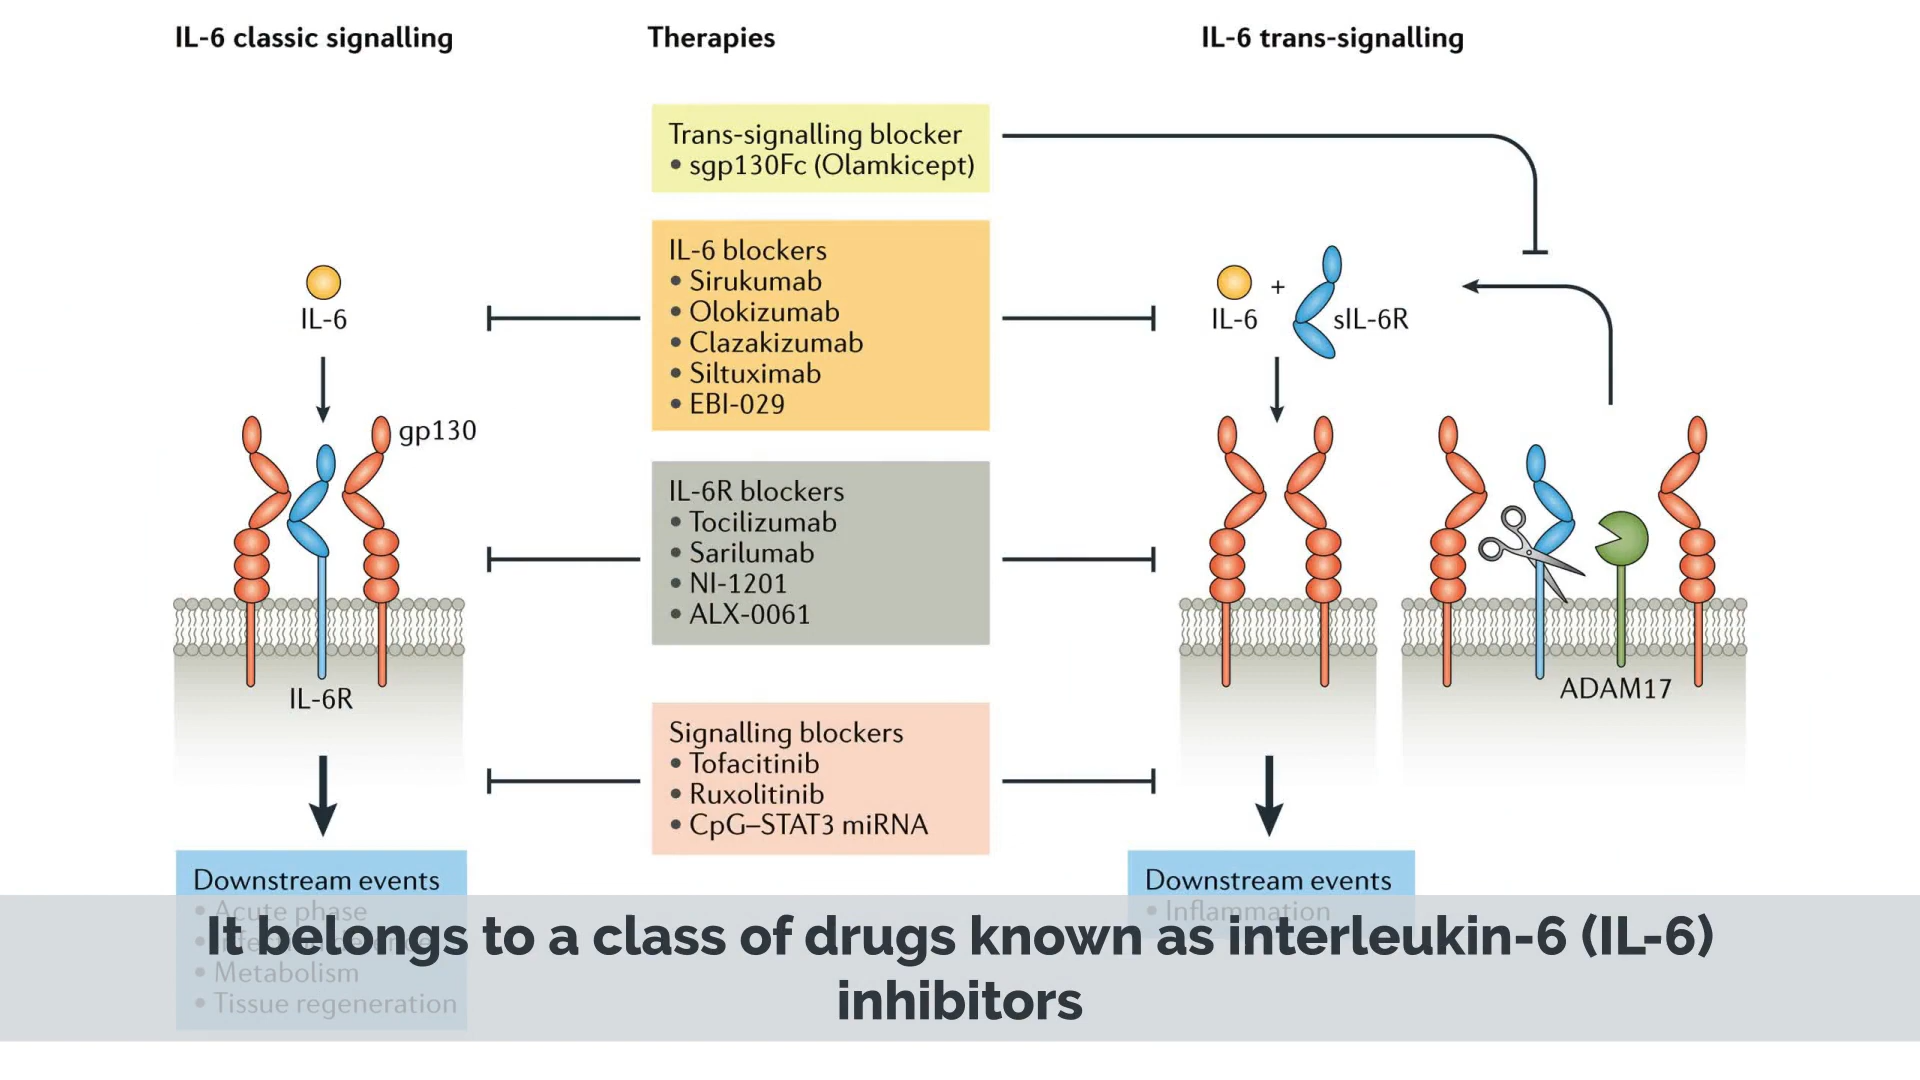 IL-6 classic signalling
Therapies
IL-6 trans-signalling
Trans-signalling blocker
• sgp130Fc (Olamkicept)
IL-6 blockers
• Sirukumab
• Olokizumab
• Clazakizumab
• Siltuximab
• EBI-029
IL-6
IL-6
+
sIL-6R
gp130
IL-6R blockers
• Tocilizumab
• Sarilumab
• NI-1201
• ALX-0061
IL-6R
ADAM17
Signalling blockers
• Tofacitinib
• Ruxolitinib
• CpG–STAT3 miRNA
Downstream events
• Acute phase
• Metabolism
• Tissue regeneration
Downstream events
• Inflammation
It belongs to a class of drugs known as interleukin-6 (IL-6)
inhibitors